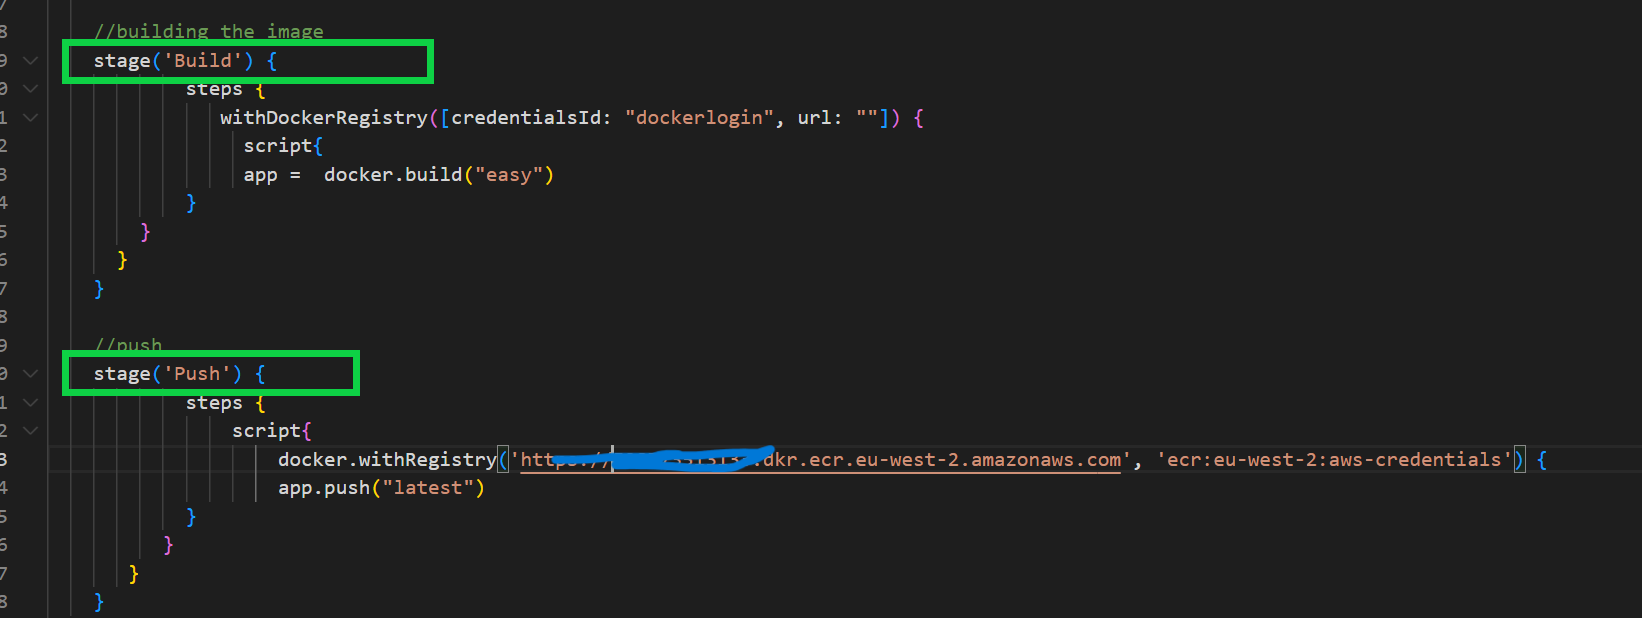 //building the image
stage('Build') {
steps {
withDockerRegistry([credentialsId: "dockerlogin", url: ""]) {
script{
app =  docker.build("easy")
}
}
}
}
//push
stage('Push') {
steps {
script{
docker.withRegistry('https://.dkr.ecr.eu-west-2.amazonaws.com', 'ecr:eu-west-2:aws-credentials') {
app.push("latest")
}
}
}
}